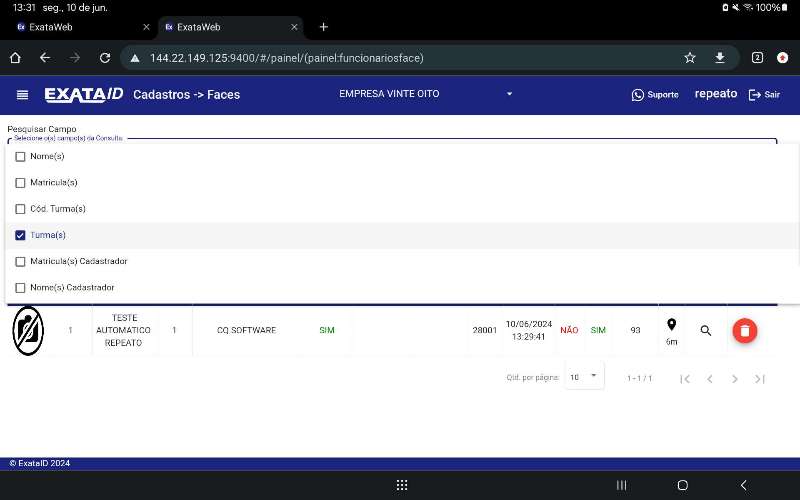 13:31 seg., 10 de jun. 100%
ExataWeb ExataWeb
144.22.149.125:9400/#/painel/(painel:funcionariosface) 2
EXATAID Cadastros -> Faces EMPRESA VINTE OITO Suporte repeato Sair
Pesquisar Campo
Selecione o(s) campo(s) da Consulta
Nome(s)
Matricula(s)
Cód. Turma(s)
Turma(s)
Matricula(s) Cadastrador
Nome(s) Cadastrador
1 TESTE AUTOMATICO REPEATO 1 CQ.SOFTWARE SIM 28001 10/06/2024 13:29:41 NÃO SIM 93 6m
Qtd. por página: 10 1 - 1 / 1
© ExataID 2024